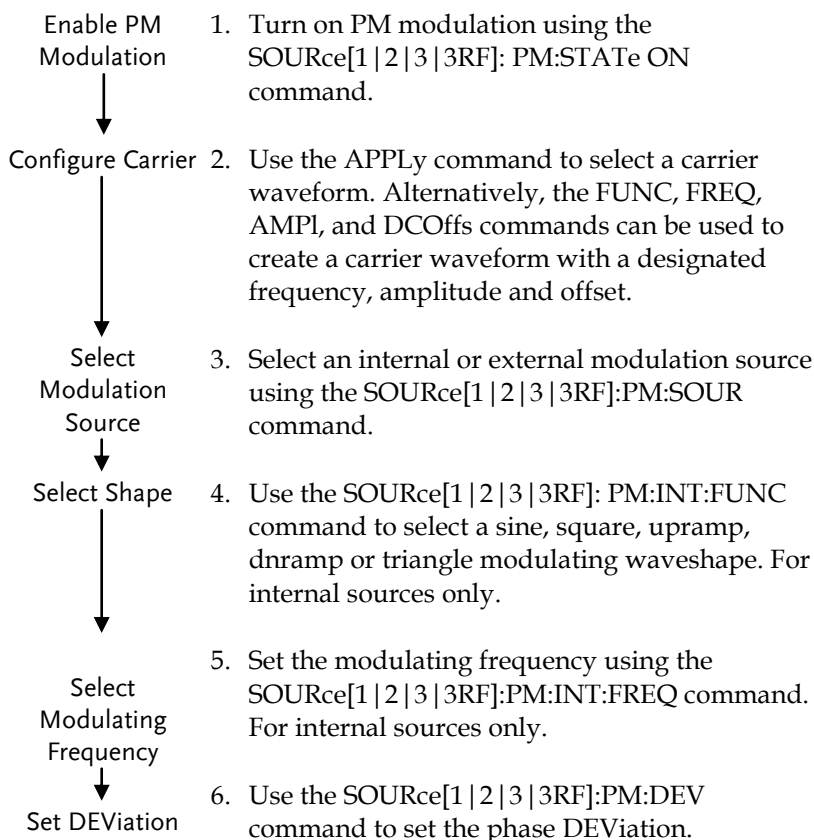 Enable PM
Modulation
1. Turn on PM modulation using the
SOURce[1|2|3|3RF]: PM:STATe ON
command.
Configure Carrier
2. Use the APPLy command to select a carrier
waveform. Alternatively, the FUNC, FREQ,
AMPl, and DCOffs commands can be used to
create a carrier waveform with a designated
frequency, amplitude and offset.
Select
Modulation
Source
3. Select an internal or external modulation source
using the SOURce[1|2|3|3RF]:PM:SOUR
command.
Select Shape
4. Use the SOURce[1|2|3|3RF]: PM:INT:FUNC
command to select a sine, square, upramp,
dnramp or triangle modulating waveshape. For
internal sources only.
Select
Modulating
Frequency
5. Set the modulating frequency using the
SOURce[1|2|3|3RF]:PM:INT:FREQ command.
For internal sources only.
Set DEViation
6. Use the SOURce[1|2|3|3RF]:PM:DEV
command to set the phase DEViation.